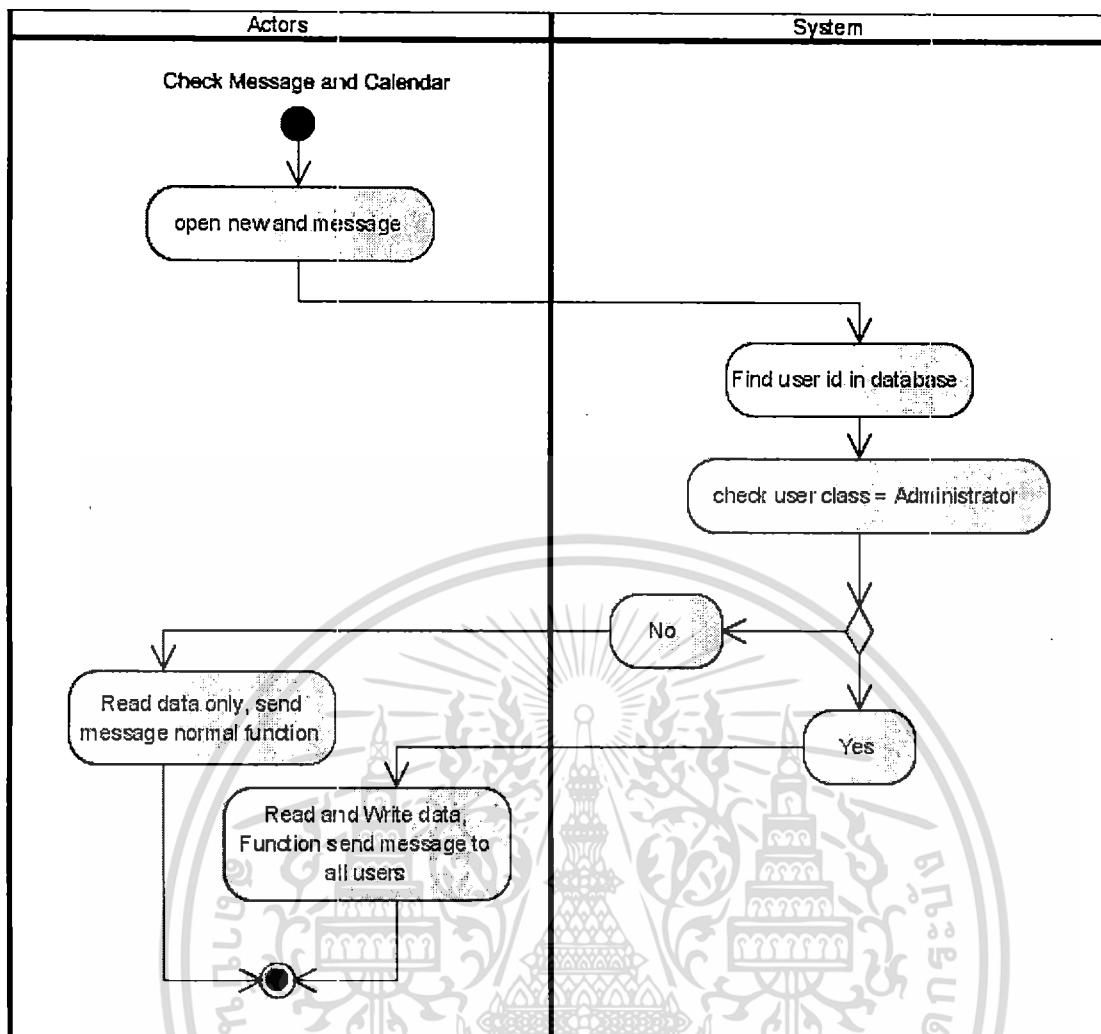 Actors
System
Check Message and Calendar
open new and message
Find user id in database
check user class = Administrator
No
Yes
Read data only, send
message normal function
Read and Write data,
Function send message to
all users